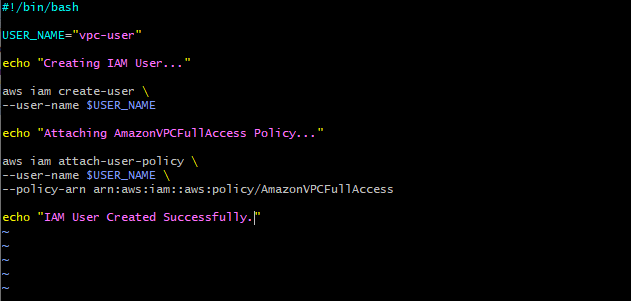 #!/bin/bash
USER_NAME="vpc-user"
echo "Creating IAM User..."
aws iam create-user \
--user-name $USER_NAME
echo "Attaching AmazonVPCFullAccess Policy..."
aws iam attach-user-policy \
--user-name $USER_NAME \
--policy-arn arn:aws:iam::aws:policy/AmazonVPCFullAccess
echo "IAM User Created Successfully."
~
~
~
~
~